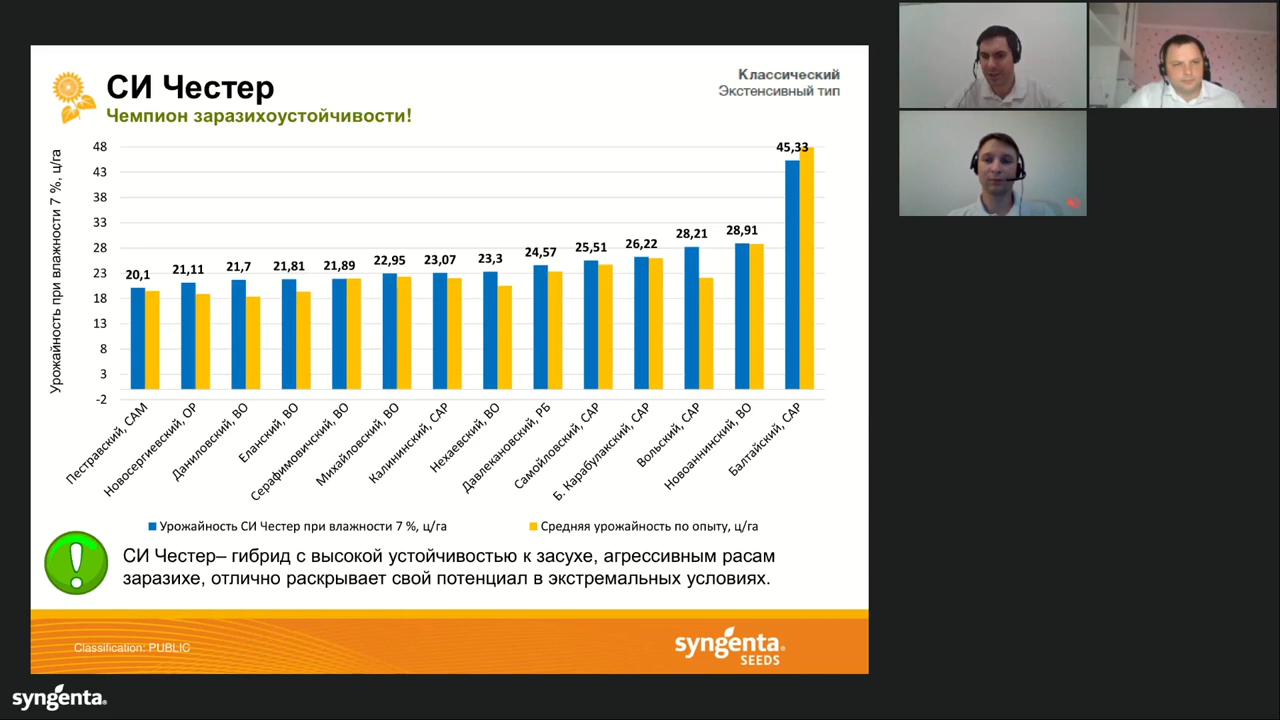 СИ Честер
Чемпион заразихоустойчивости!
Классический
Экстенсивный тип
Урожайность при влажности 7 %, ц/га
48
43
38
33
28
23
18
13
8
3
-2
20,1
21,11
21,7
21,81
21,89
22,95
23,07
23,3
24,57
25,51
26,22
28,21
28,91
45,33
Пестравский, САМ
Новосергиевский, ОР
Даниловский, ВО
Еланский, ВО
Серафимовичский, ВО
Михайловский, ВО
Калининский, САР
Нехаевский, ВО
Давлекановский, РБ
Самойловский, САР
Б. Карабулакский, САР
Вольский, САР
Новоаннинский, ВО
Балтайский, САР
Урожайность СИ Честер при влажности 7 %, ц/га
Средняя урожайность по опыту, ц/га
СИ Честер– гибрид с высокой устойчивостью к засухе, агрессивным расам
заразихе, отлично раскрывает свой потенциал в экстремальных условиях.
Classification: PUBLIC
syngenta®
SEEDS
syngenta®